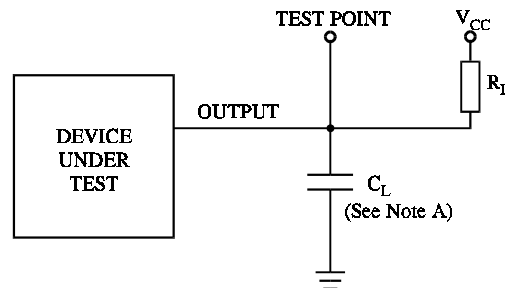 TEST POINT
VCC
RL
OUTPUT
DEVICE
UNDER
TEST
CL
(See Note A)